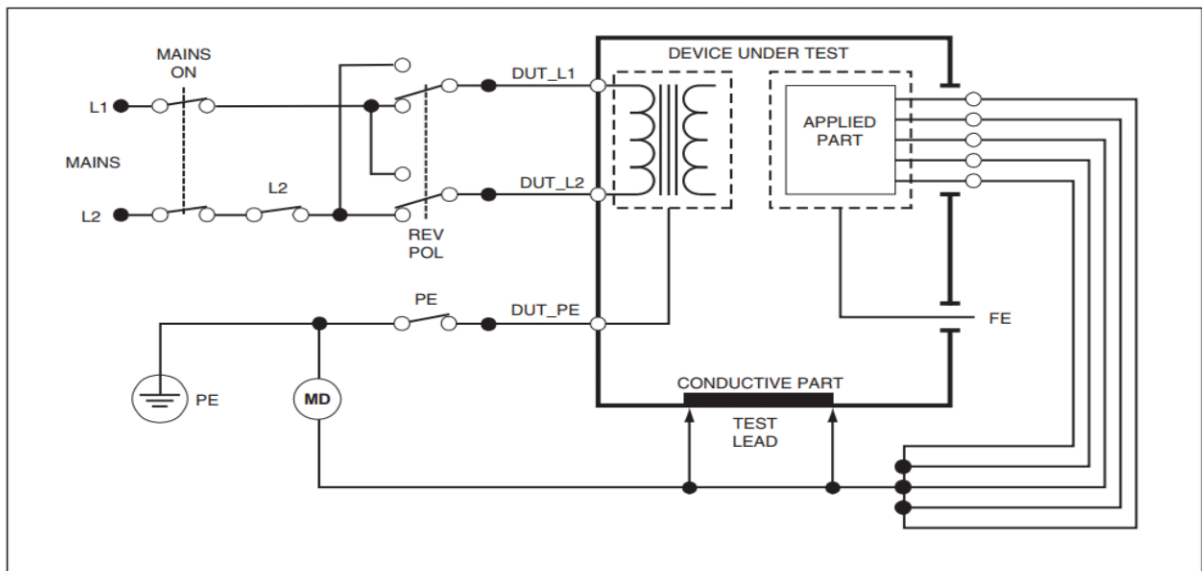 MAINS
ON
DEVICE UNDER TEST
DUT_L1
L1
APPLIED
PART
MAINS
L2
DUT_L2
L2
REV
POL
PE
DUT_PE
FE
CONDUCTIVE PART
PE
MD
TEST
LEAD